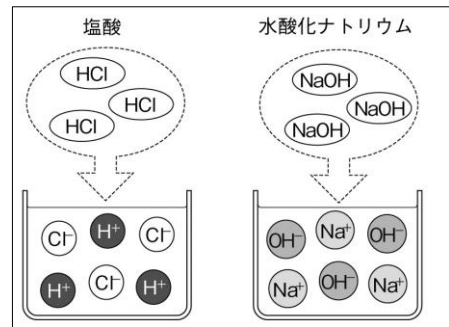 塩酸
HCl
HCl
HCl
Cl⁻
H⁺
Cl⁻
H⁺
Cl⁻
H⁺
水酸化ナトリウム
NaOH
NaOH
NaOH
OH⁻
Na⁺
OH⁻
Na⁺
OH⁻
Na⁺